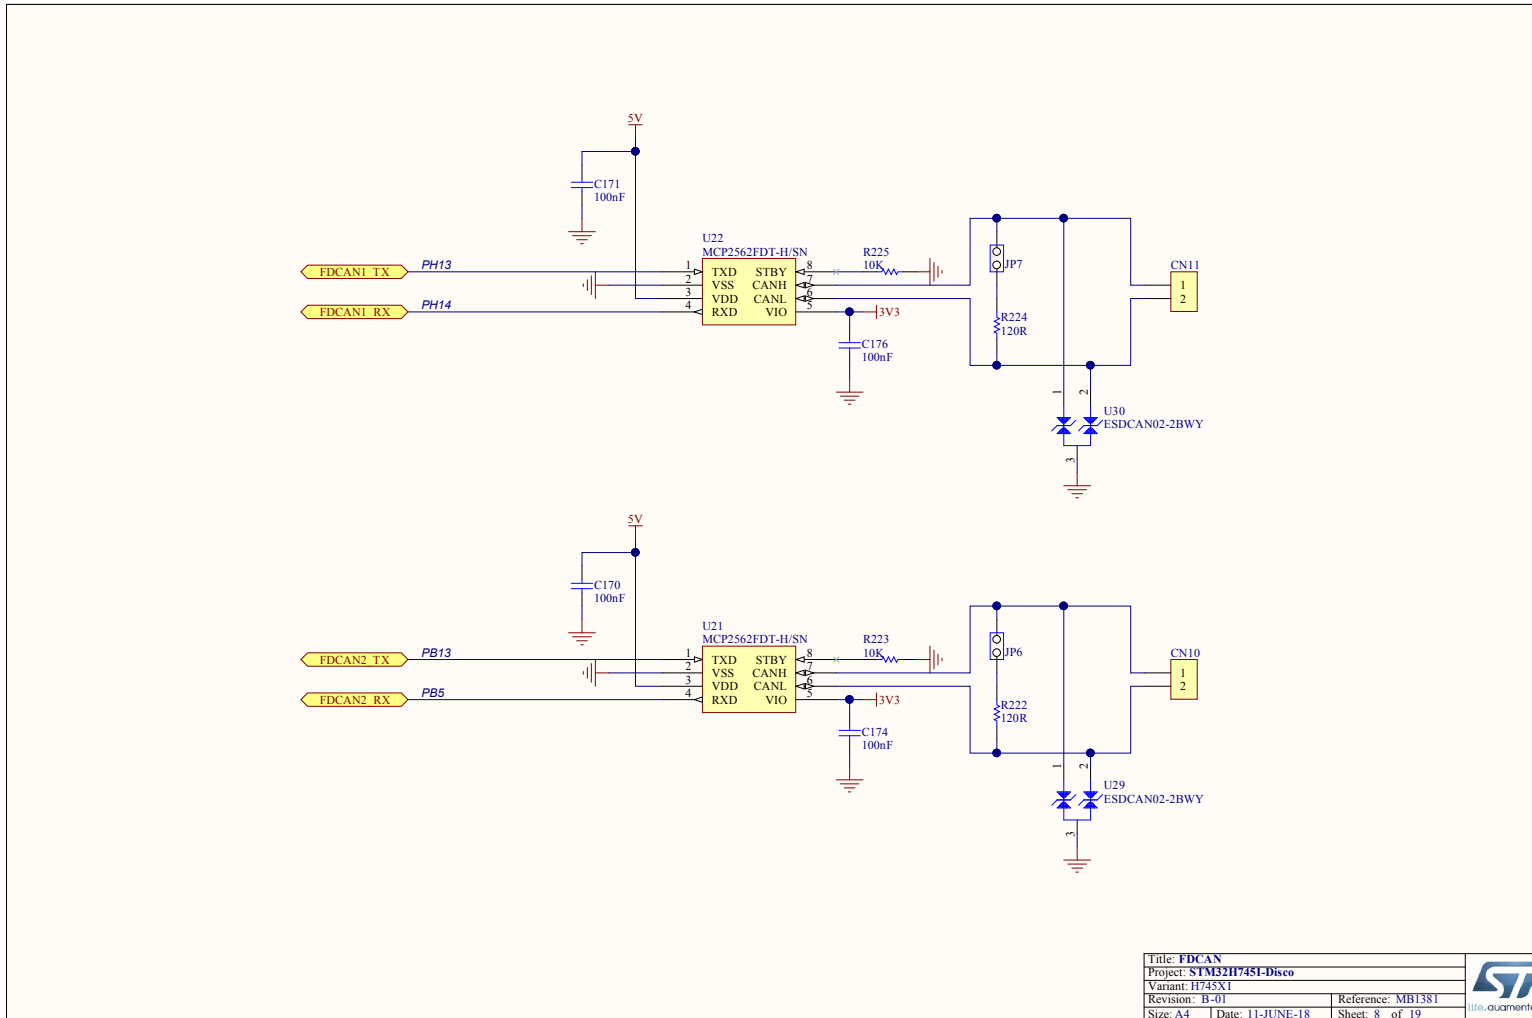 5V
C171
100nF
U22
MCP2562FDT-H/SN
R225
10K
FDCAN1_TX
PH13
1
TXD
STBY
8
2
VSS
CANH
7
3
VDD
CANL
6
FDCAN1_RX
PH14
4
RXD
VIO
5
3V3
C176
100nF
JP7
R224
120R
CN11
1
2
1
2
U30
ESDCAN02-2BWY
3
5V
C170
100nF
U21
MCP2562FDT-H/SN
R223
10K
FDCAN2_TX
PB13
1
TXD
STBY
8
2
VSS
CANH
7
3
VDD
CANL
6
FDCAN2_RX
PB5
4
RXD
VIO
5
3V3
C174
100nF
JP6
R222
120R
CN10
1
2
1
2
U29
ESDCAN02-2BWY
3
Title: FDCAN
Project: STM32H745I-Disco
Variant: H745XI
Revision: B-01 Reference: MB1381
Size: A4 Date: 11-JUNE-18 Sheet: 8 of 19